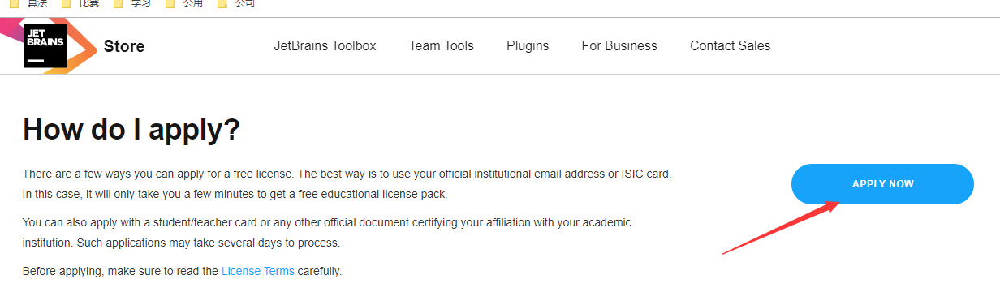 算法 比赛 学习 公用 公司
JET
BRAINS
Store
JetBrains Toolbox Team Tools Plugins For Business Contact Sales
How do I apply?
There are a few ways you can apply for a free license. The best way is to use your official institutional email address or ISIC card.
In this case, it will only take you a few minutes to get a free educational license pack.
APPLY NOW
You can also apply with a student/teacher card or any other official document certifying your affiliation with your academic
institution. Such applications may take several days to process.
Before applying, make sure to read the License Terms carefully.